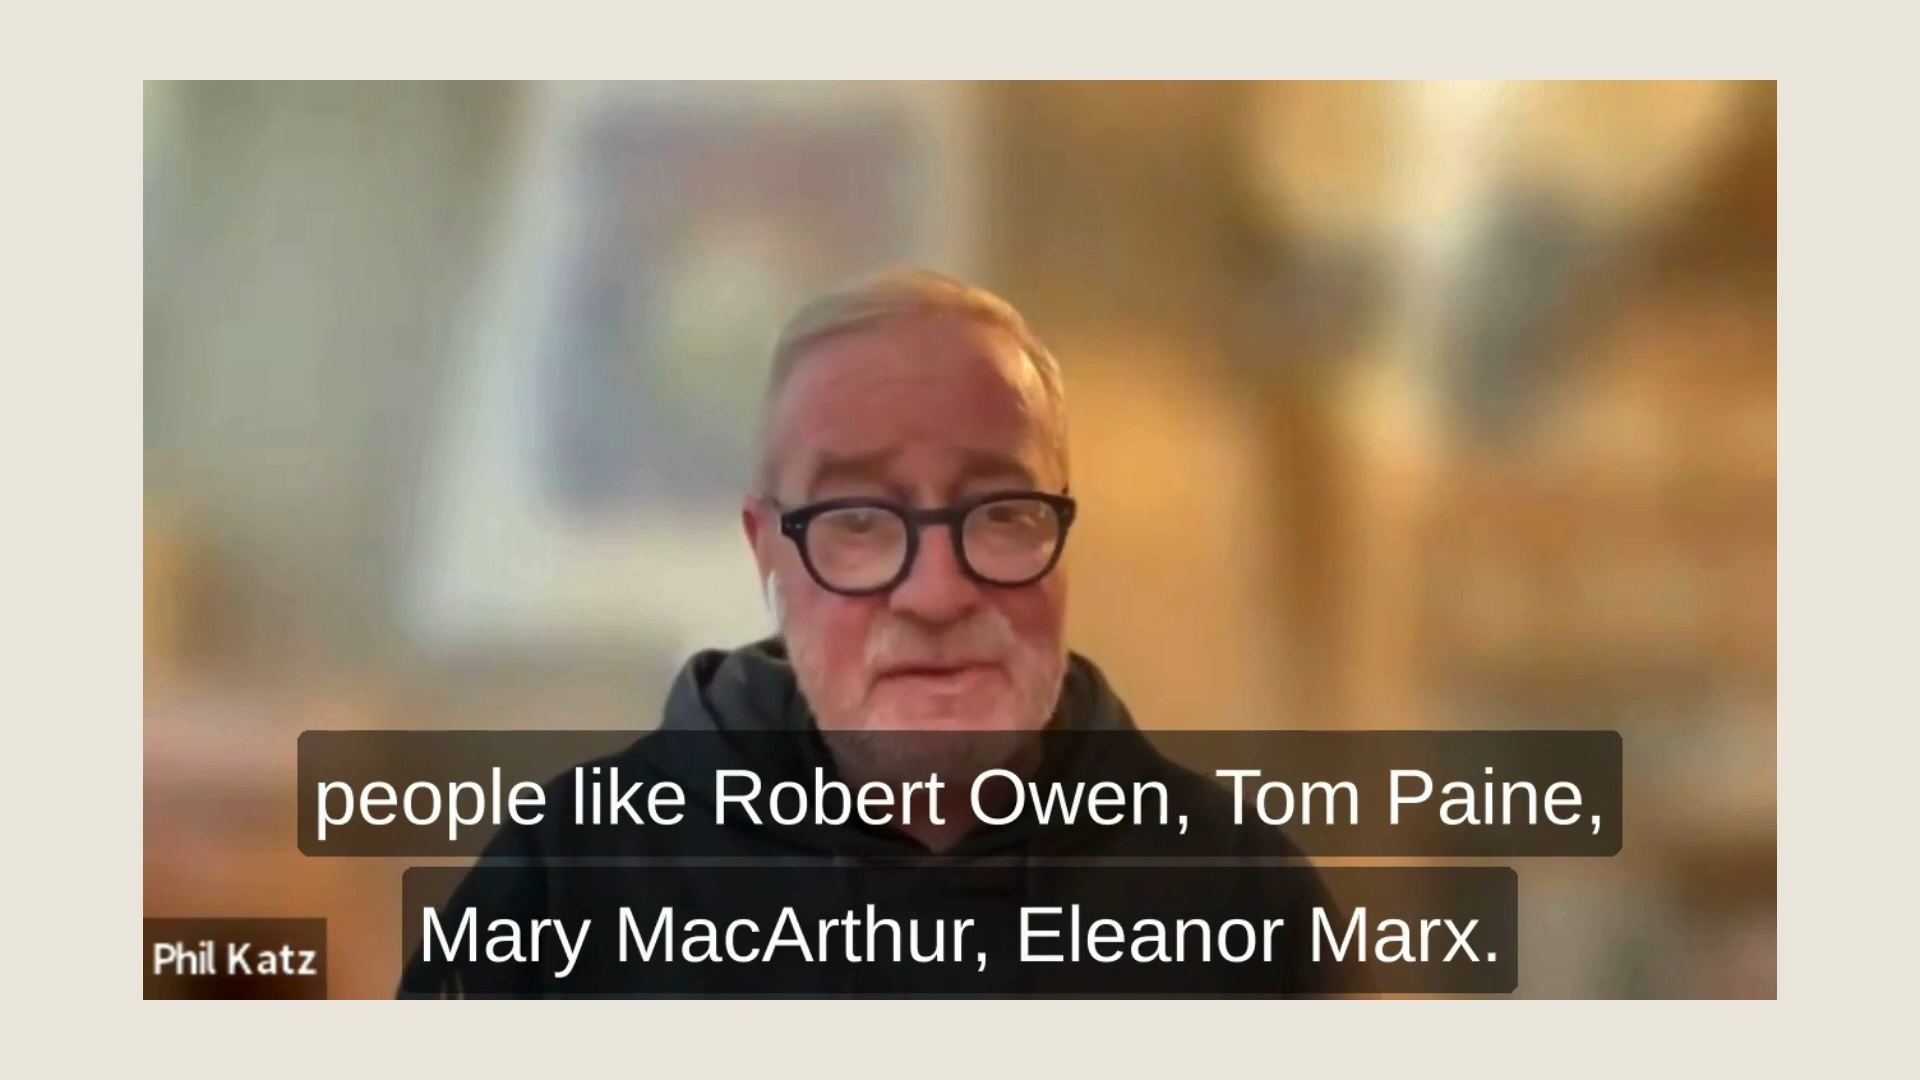 people like Robert Owen, Tom Paine,
Mary MacArthur, Eleanor Marx.
Phil Katz